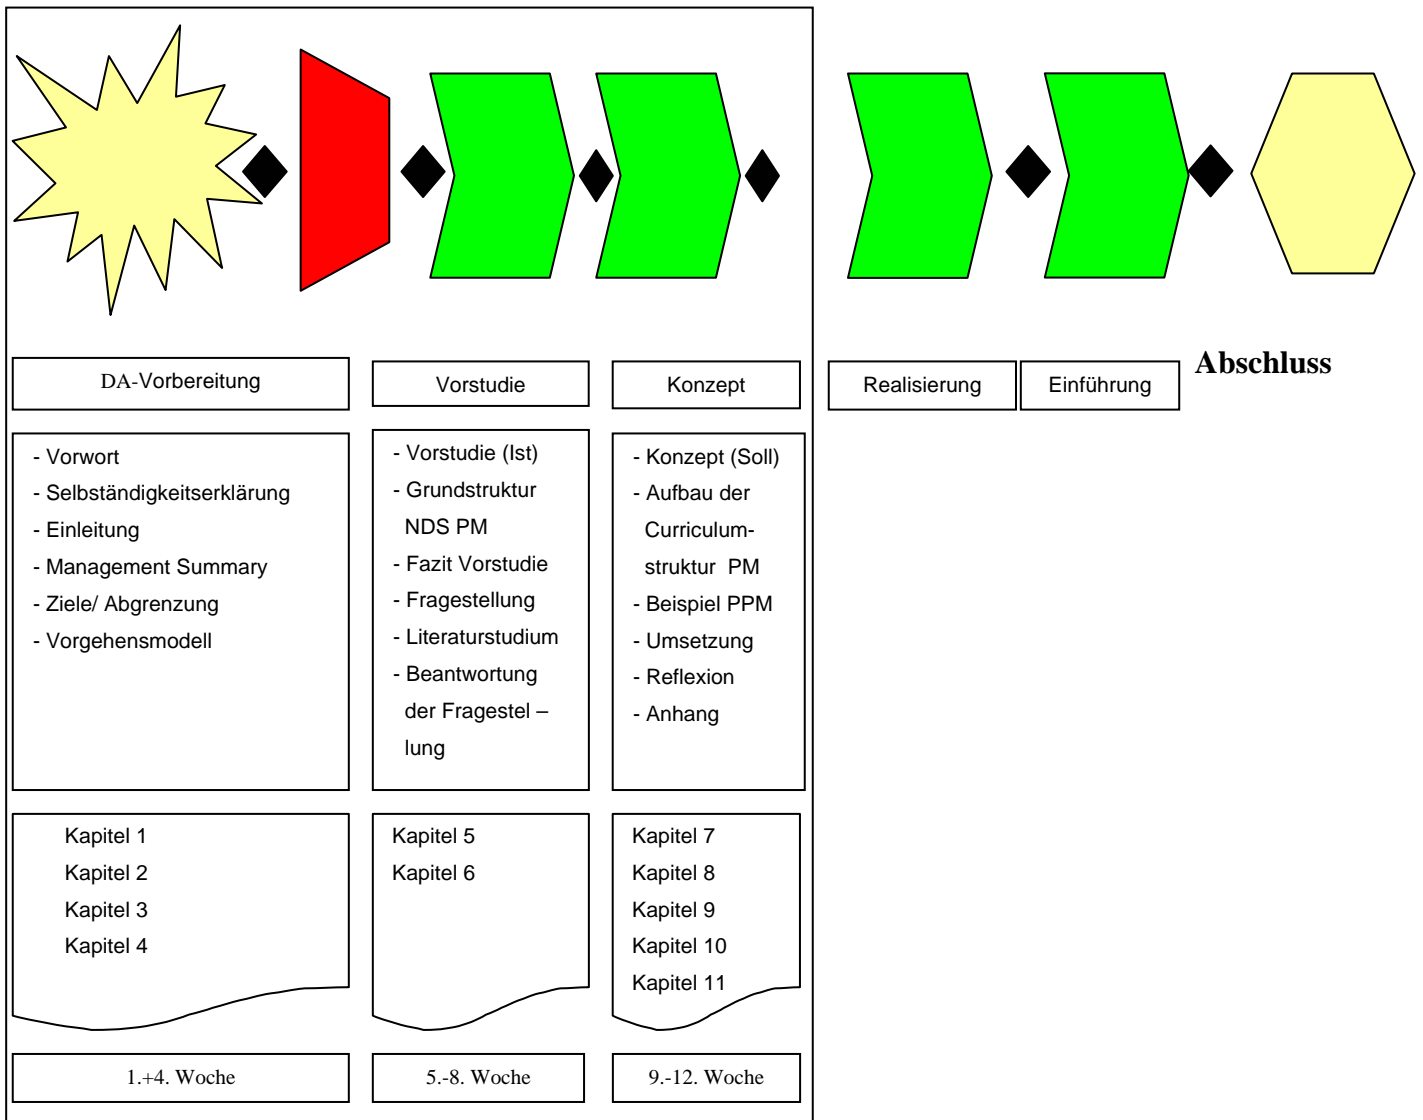 DA-Vorbereitung
Vorstudie
Konzept
Realisierung
Einführung
Abschluss
- Vorwort
- Selbständigkeitserklärung
- Einleitung
- Management Summary
- Ziele/ Abgrenzung
- Vorgehensmodell
- Vorstudie (Ist)
- Grundstruktur
NDS PM
- Fazit Vorstudie
- Fragestellung
- Literaturstudium
- Beantwortung
der Fragestel –
lung
- Konzept (Soll)
- Aufbau der
Curriculum-
struktur  PM
- Beispiel PPM
- Umsetzung
- Reflexion
- Anhang
Kapitel 1
Kapitel 2
Kapitel 3
Kapitel 4
Kapitel 5
Kapitel 6
Kapitel 7
Kapitel 8
Kapitel 9
Kapitel 10
Kapitel 11
1.+4. Woche
5.-8. Woche
9.-12. Woche